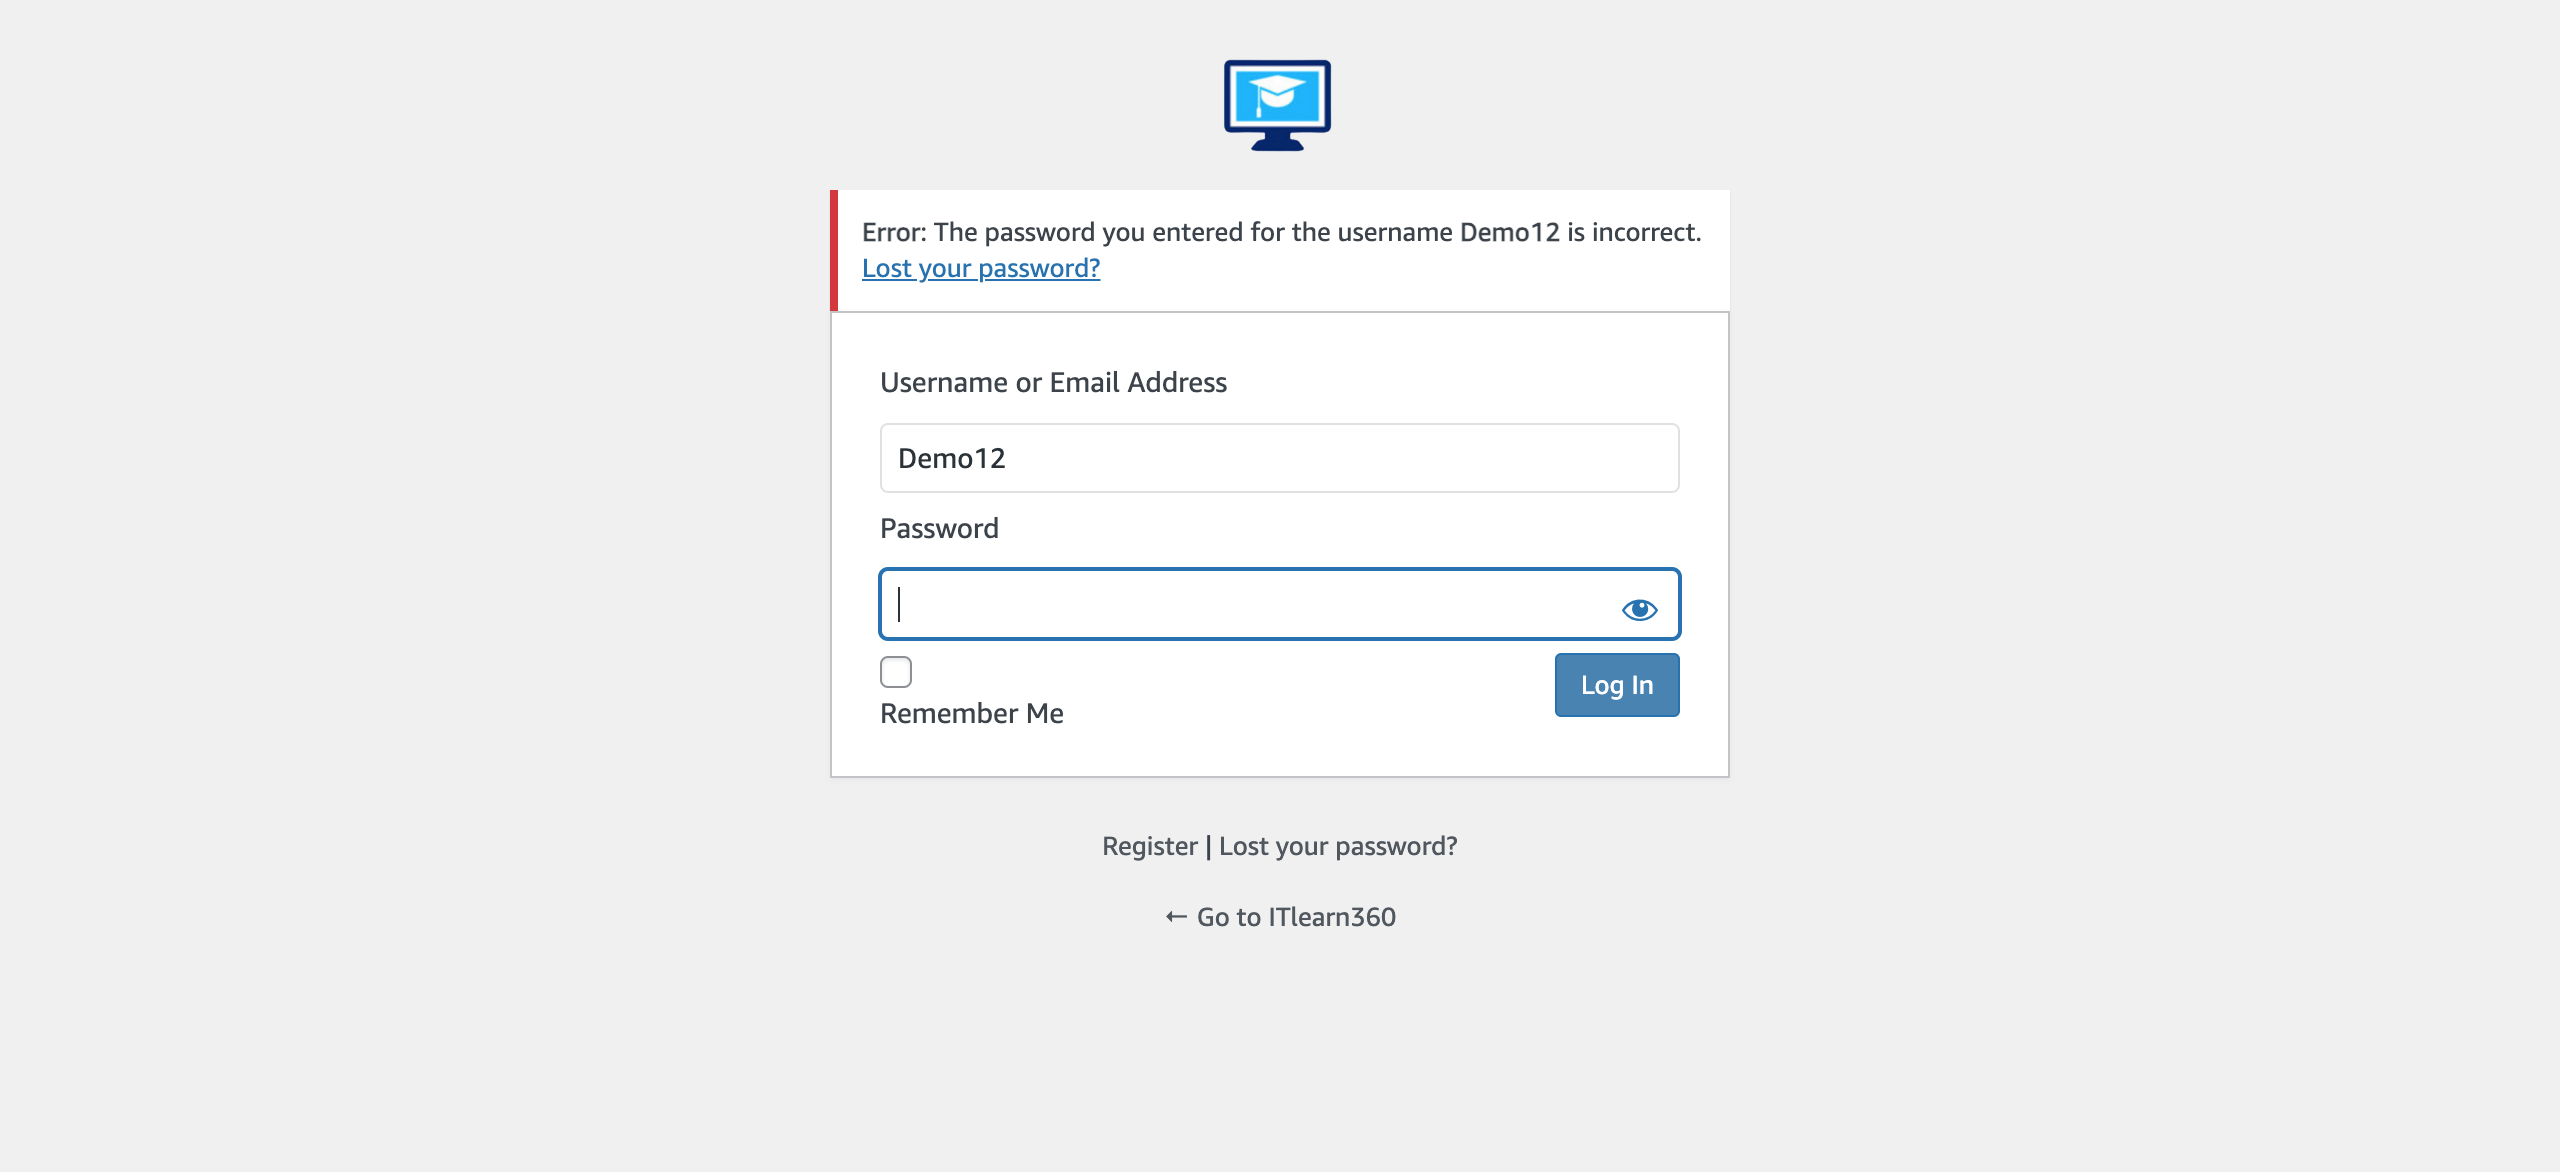 Error: The password you entered for the username Demo12 is incorrect.
Lost your password?
Username or Email Address
Demo12
Password
Remember Me
Log In
Register | Lost your password?
← Go to ITlearn360